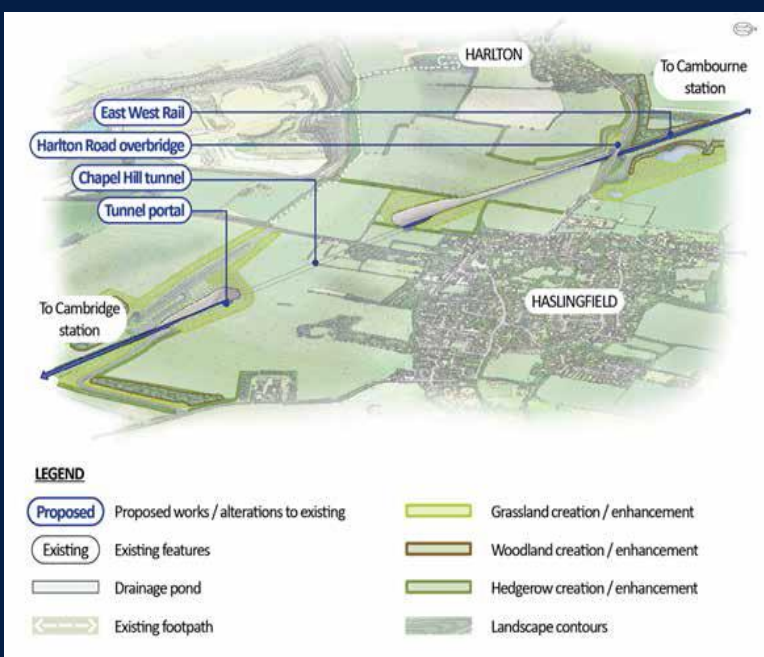 HARLTON
To Cambourne
station
East West Rail
Harlton Road overbridge
Chapel Hill tunnel
Tunnel portal
To Cambridge
station
HASLINGFIELD
LEGEND
Proposed Proposed works / alterations to existing
Existing Existing features
Drainage pond
Existing footpath
Grassland creation / enhancement
Woodland creation / enhancement
Hedgerow creation / enhancement
Landscape contours